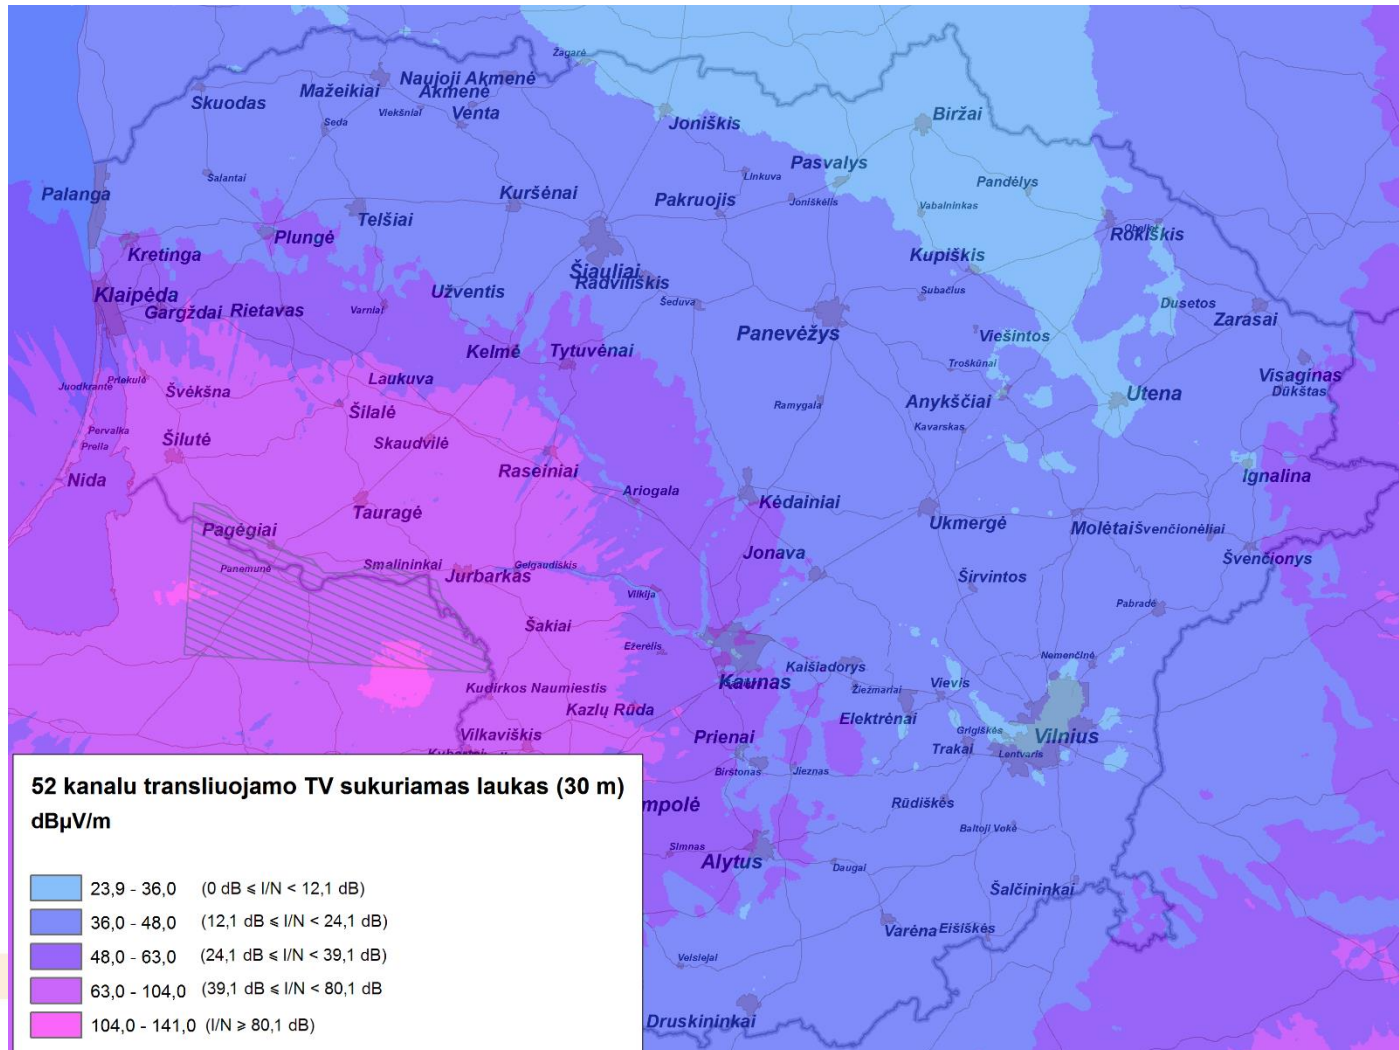 Žagarė
Skuodas
Mažeikiai
Naujoji Akmenė
Akmenė
Viekšniai
Venta
Seda
Joniškis
Biržai
Pasvalys
Linkuva
Pandėlys
Palanga
Salantai
Telšiai
Kuršėnai
Pakruojis
Joniškėlis
Vabalninkas
Rokiškis
Kretinga
Plungė
Šiauliai
Radviliškis
Kupiškis
Klaipėda
Gargždai
Rietavas
Varniai
Užventis
Šeduva
Subačius
Dusetos
Zarasai
Panevėžys
Viešintos
Kelmė
Tytuvėnai
Troškūnai
Juodkrantė
Priekulė
Švėkšna
Laukuva
Visaginas
Dūkštas
Utena
Šilalė
Ramygala
Anykščiai
Pervalka
Preila
Šilutė
Skaudvilė
Kavarskas
Nida
Raseiniai
Ariogala
Kėdainiai
Ignalina
Pagėgiai
Tauragė
Ukmergė
Molėtai
Švenčionėliai
Panemunė
Smalininkai
Jurbarkas
Gelgaudiškis
Jonava
Švenčionys
Vilkija
Širvintos
Pabradė
Šakiai
Ežerėlis
Kaišiadorys
Nemenčinė
Kudirkos Naumiestis
Kaunas
Žiežmariai
Vievis
Kazlų Rūda
Elektrėnai
Grigiškės
Vilkaviškis
Prienai
Trakai
Lentvaris
Vilnius
Birštonas
Jieznas
mpolė
Rūdiškės
Baltoji Vokė
Simnas
Alytus
Daugai
Šalčininkai
Varėna
Eišiškės
Veisiejai
Druskininkai
52 kanalu transliuojamo TV sukuriamas laukas (30 m)
dBµV/m
23,9 - 36,0 (0 dB ⩽ I/N < 12,1 dB)
36,0 - 48,0 (12,1 dB ⩽ I/N < 24,1 dB)
48,0 - 63,0 (24,1 dB ⩽ I/N < 39,1 dB)
63,0 - 104,0 (39,1 dB ⩽ I/N < 80,1 dB
104,0 - 141,0 (I/N ⩾ 80,1 dB)